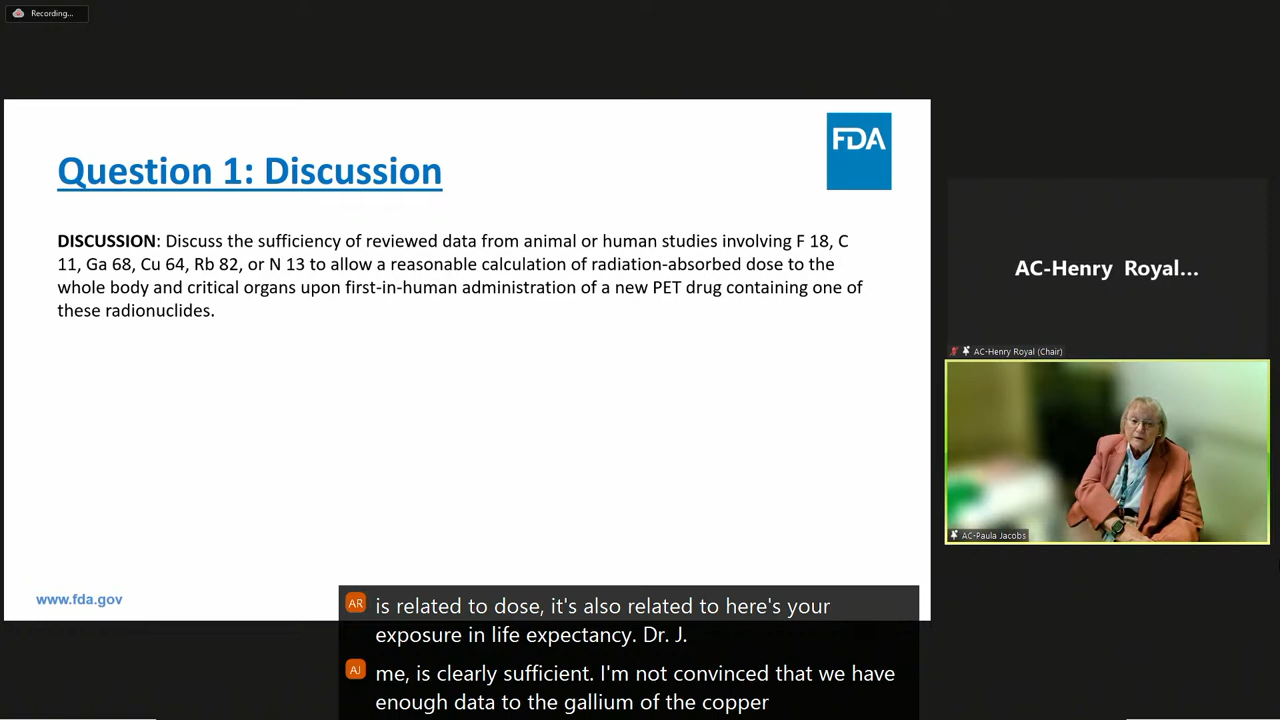 Recording...
FDA
Question 1: Discussion
DISCUSSION: Discuss the sufficiency of reviewed data from animal or human studies involving F 18, C
11, Ga 68, Cu 64, Rb 82, or N 13 to allow a reasonable calculation of radiation-absorbed dose to the
whole body and critical organs upon first-in-human administration of a new PET drug containing one of
these radionuclides.
www.fda.gov
AC-Henry Royal...
AC-Henry Royal (Chair)
AC-Paula Jacobs
AR
is related to dose, it's also related to here's your
exposure in life expectancy. Dr. J.
AJ
me, is clearly sufficient. I'm not convinced that we have
enough data to the gallium of the copper